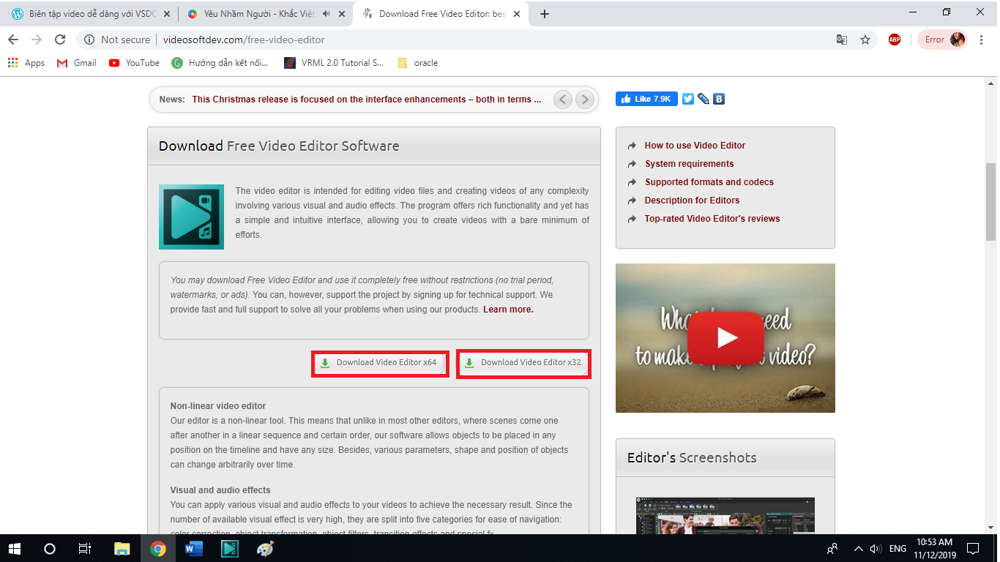 Biên tập video dễ dàng với VSDC
Yêu Nhầm Người - Khắc Việt
Download Free Video Editor: bes
Not secure
videosoftdev.com/free-video-editor
ABP
Error
Apps
Gmail
YouTube
Hướng dẫn kết nối...
VRML 2.0 Tutorial S...
oracle
News: This Christmas release is focused on the interface enhancements – both in terms ...
Like 7.9K
B
Download Free Video Editor Software
The video editor is intended for editing video files and creating videos of any complexity
involving various visual and audio effects. The program offers rich functionality and yet has
a simple and intuitive interface, allowing you to create videos with a bare minimum of
efforts.
You may download Free Video Editor and use it completely free without restrictions (no trial period,
watermarks, or ads). You can, however, support the project by signing up for technical support. We
provide fast and full support to solve all your problems when using our products. Learn more.
Download Video Editor x64
Download Video Editor x32
Non-linear video editor
Our editor is a non-linear tool. This means that unlike in most other editors, where scenes come one
after another in a linear sequence and certain order, our software allows objects to be placed in any
position on the timeline and have any size. Besides, various parameters, shape and position of objects
can change arbitrarily over time.
Visual and audio effects
You can apply various visual and audio effects to your videos to achieve the necessary result. Since the
number of available visual effect is very high, they are split into five categories for ease of navigation:
color correction, object transformation, object filters, transition effects and special fx.
How to use Video Editor
System requirements
Supported formats and codecs
Description for Editors
Top-rated Video Editor's reviews
need
to make video?
Editor's Screenshots
ENG
10:53 AM
11/12/2019